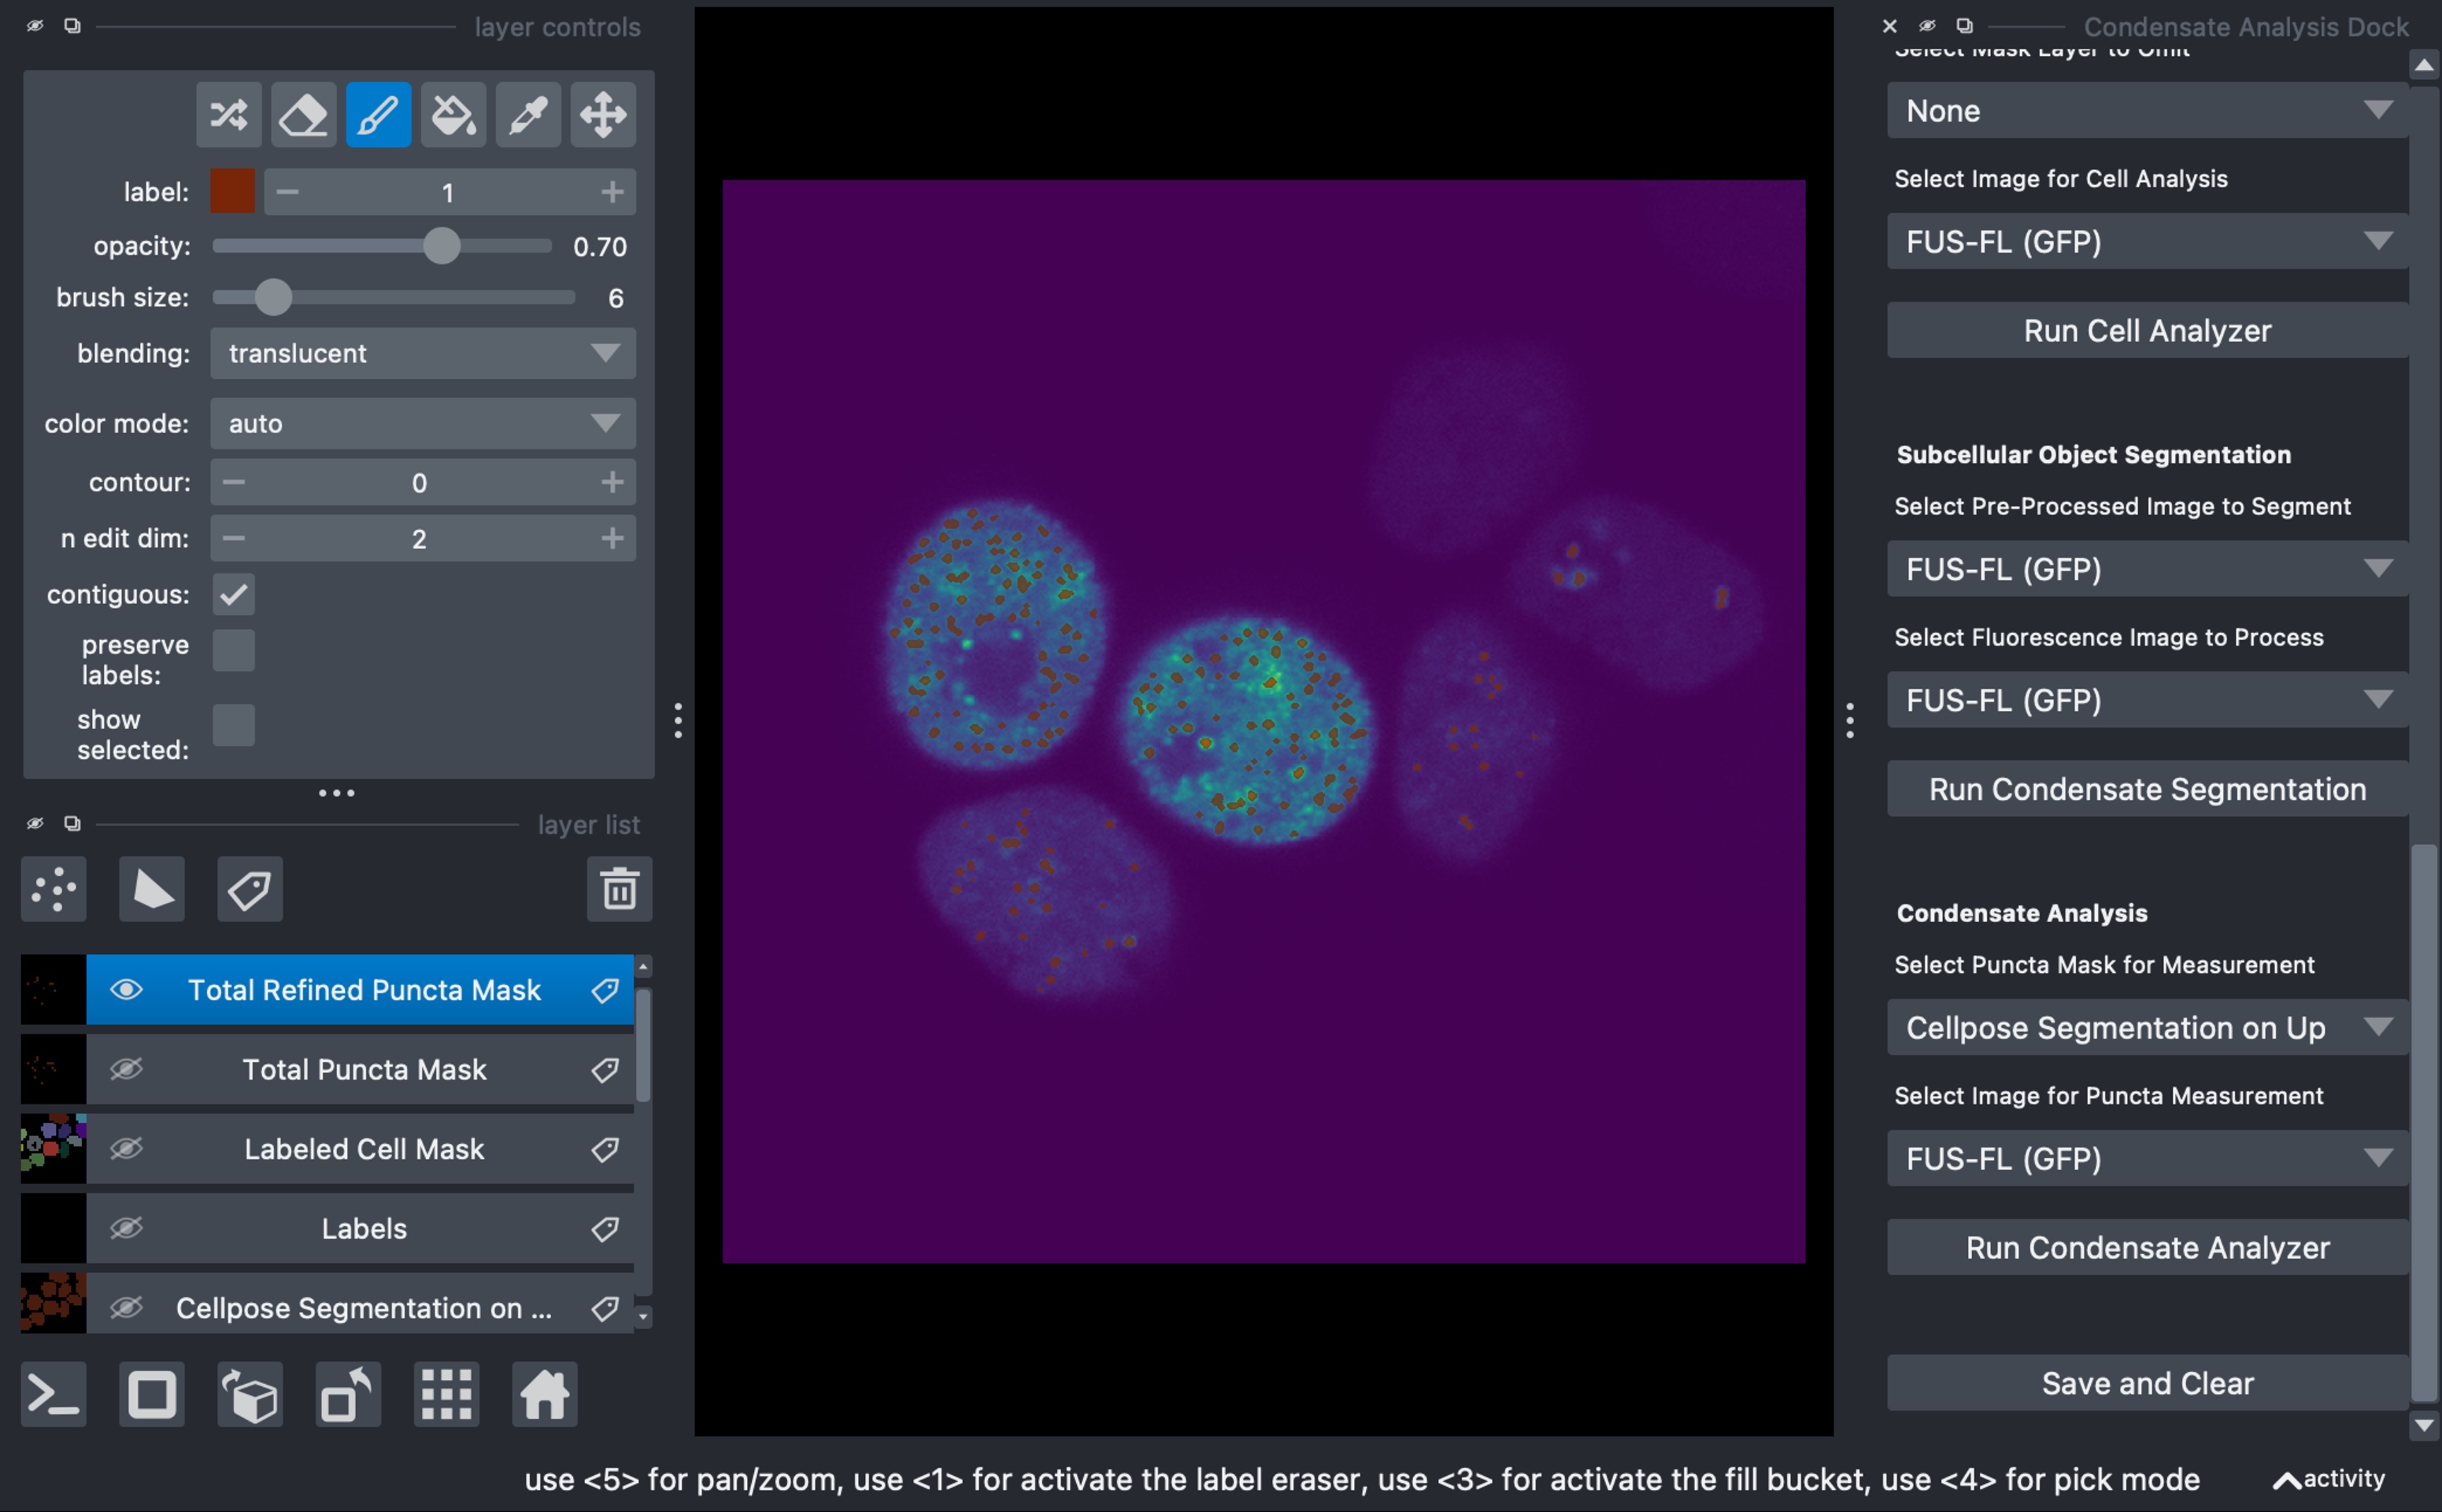 layer controls
label:
1
opacity:
0.70
brush size:
6
blending:
translucent
color mode:
auto
contour:
0
n edit dim:
2
contiguous:
preserve
labels:
show
selected:
layer list
Total Refined Puncta Mask
Total Puncta Mask
Labeled Cell Mask
Labels
Cellpose Segmentation on ...
Condensate Analysis Dock
Select Mask Layer to Omit
None
Select Image for Cell Analysis
FUS-FL (GFP)
Run Cell Analyzer
Subcellular Object Segmentation
Select Pre-Processed Image to Segment
FUS-FL (GFP)
Select Fluorescence Image to Process
FUS-FL (GFP)
Run Condensate Segmentation
Condensate Analysis
Select Puncta Mask for Measurement
Cellpose Segmentation on Up
Select Image for Puncta Measurement
FUS-FL (GFP)
Run Condensate Analyzer
Save and Clear
use <5> for pan/zoom, use <1> for activate the label eraser, use <3> for activate the fill bucket, use <4> for pick mode
activity